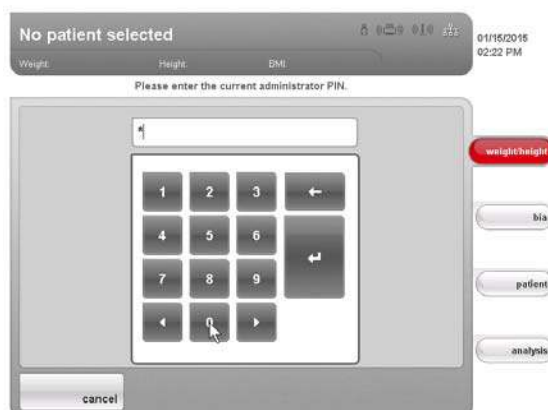 No patient selected
01/15/2015
02:22 PM
Weight:
Height:
BMI:
Please enter the current administrator PIN.
*
1 2 3
4 5 6
7 8 9
0
weight/height
bia
patient
analysis
cancel